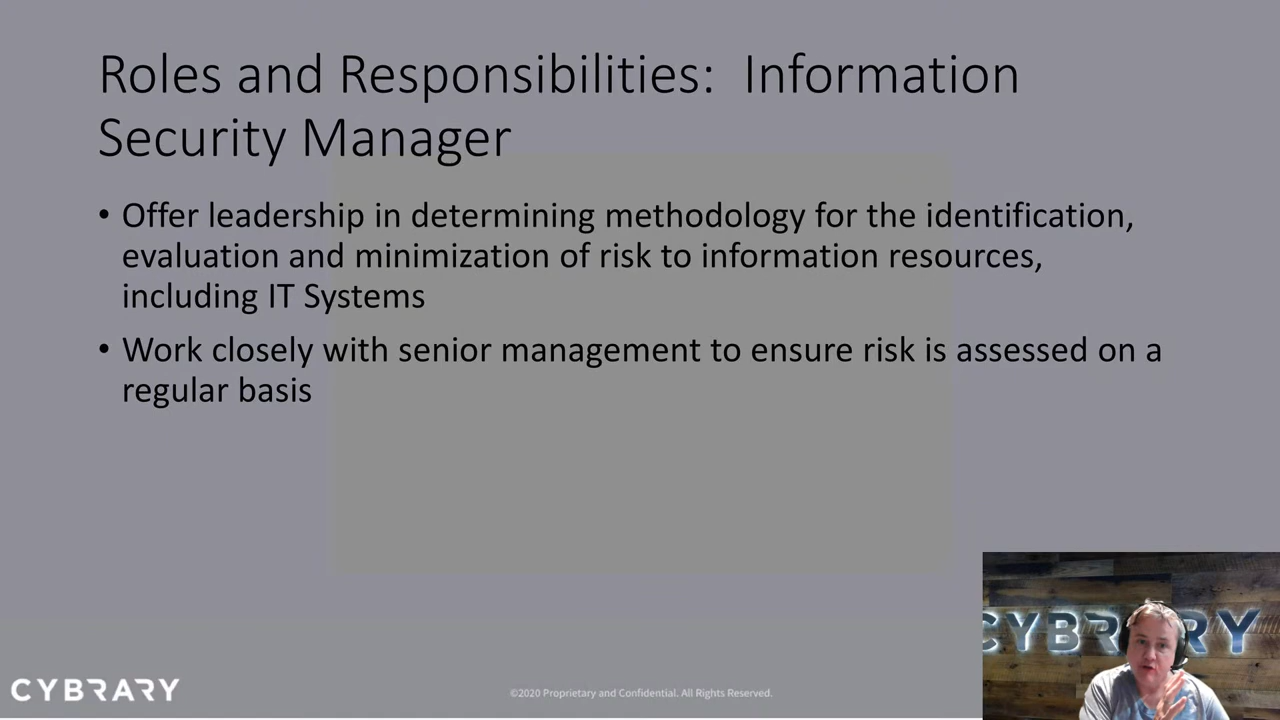 Roles and Responsibilities: Information
Security Manager
• Offer leadership in determining methodology for the identification,
evaluation and minimization of risk to information resources,
including IT Systems
• Work closely with senior management to ensure risk is assessed on a
regular basis
CYBRARY
CYBRARY
©2020 Proprietary and Confidential. All Rights Reserved.